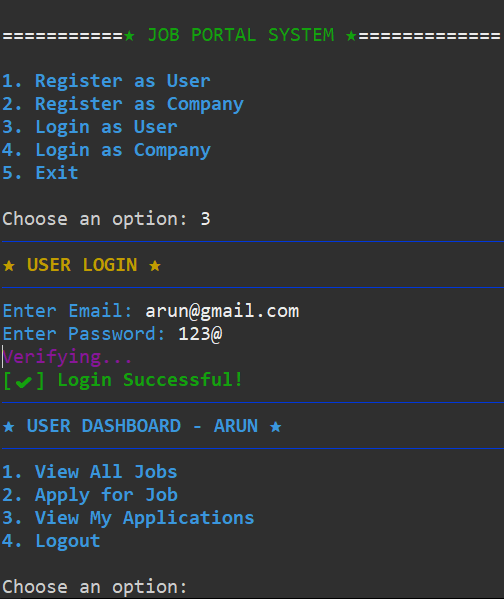 ===========★ JOB PORTAL SYSTEM ★=============
1. Register as User
2. Register as Company
3. Login as User
4. Login as Company
5. Exit
Choose an option: 3
★ USER LOGIN ★
Enter Email: arun@gmail.com
Enter Password: 123@
Verifying...
[✔] Login Successful!
★ USER DASHBOARD - ARUN ★
1. View All Jobs
2. Apply for Job
3. View My Applications
4. Logout
Choose an option: